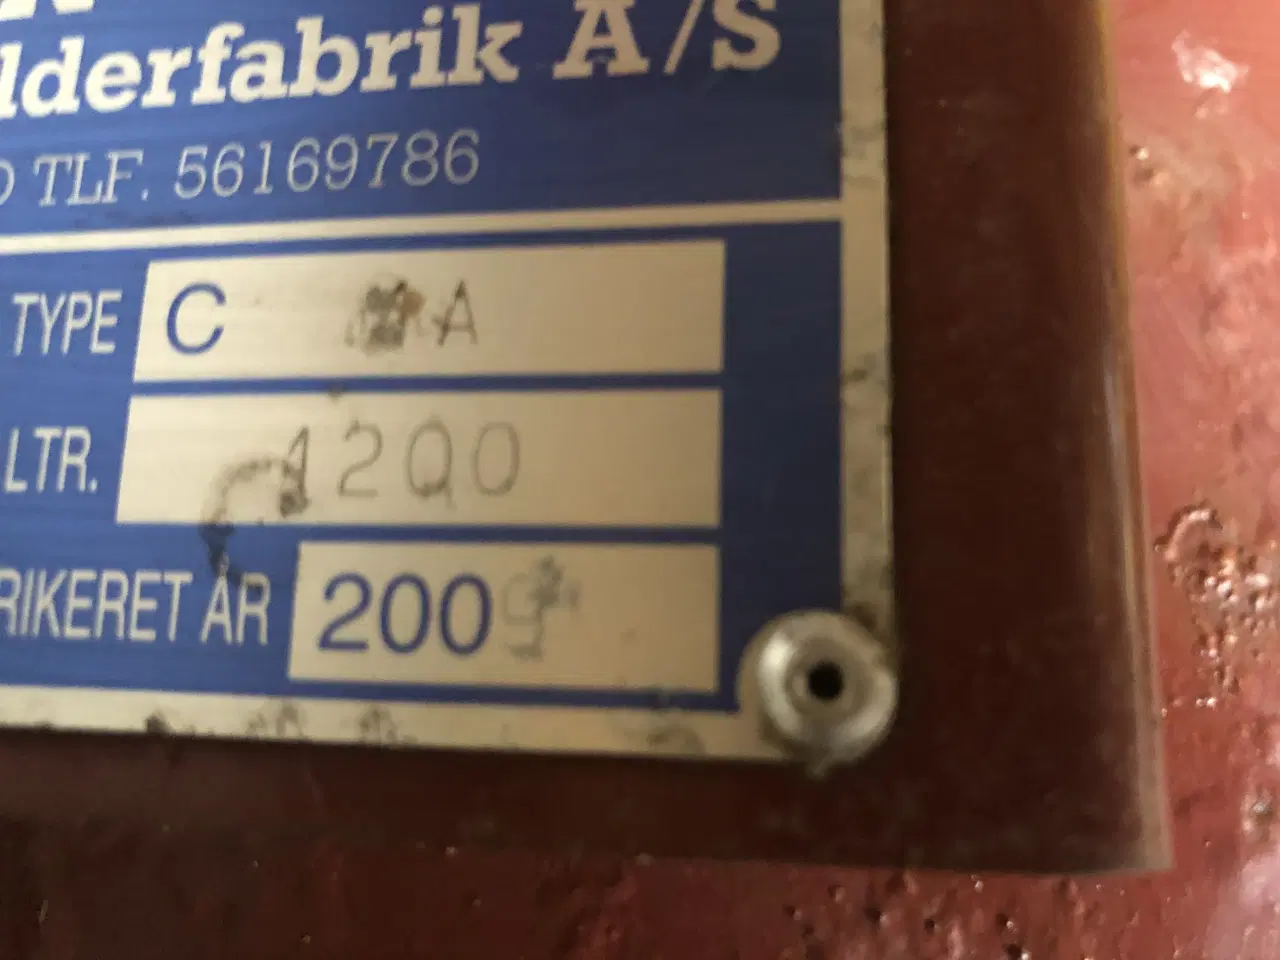 lderfabrik A/S
TLF. 56169786
TYPE C A
LTR. 1200
RIKERET ÅR 200